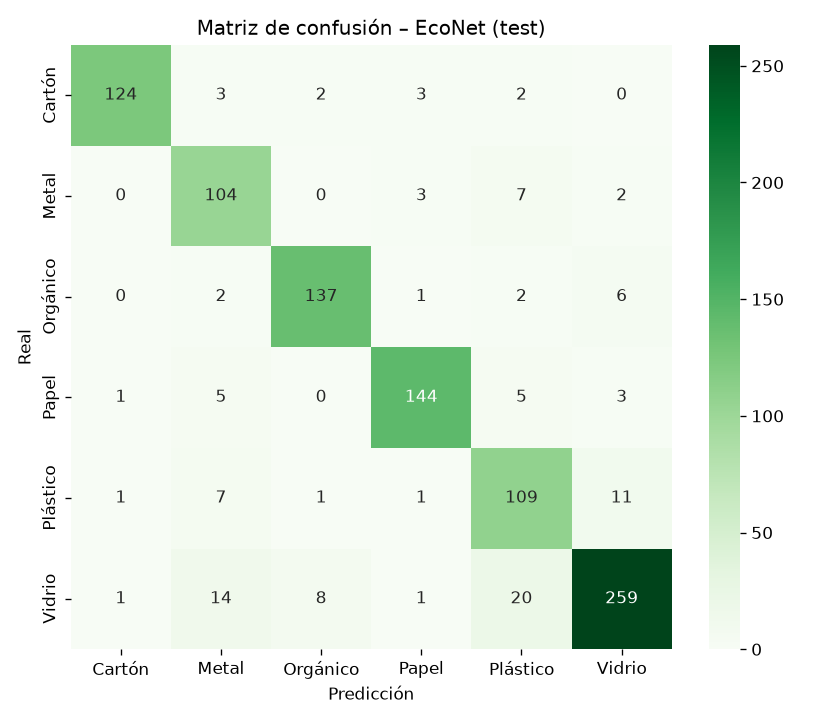 Matriz de confusión – EcoNet (test)
Real
Cartón 124 3 2 3 2 0
Metal 0 104 0 3 7 2
Orgánico 0 2 137 1 2 6
Papel 1 5 0 144 5 3
Plástico 1 7 1 1 109 11
Vidrio 1 14 8 1 20 259
Cartón Metal Orgánico Papel Plástico Vidrio
Predicción
250
200
150
100
50
0